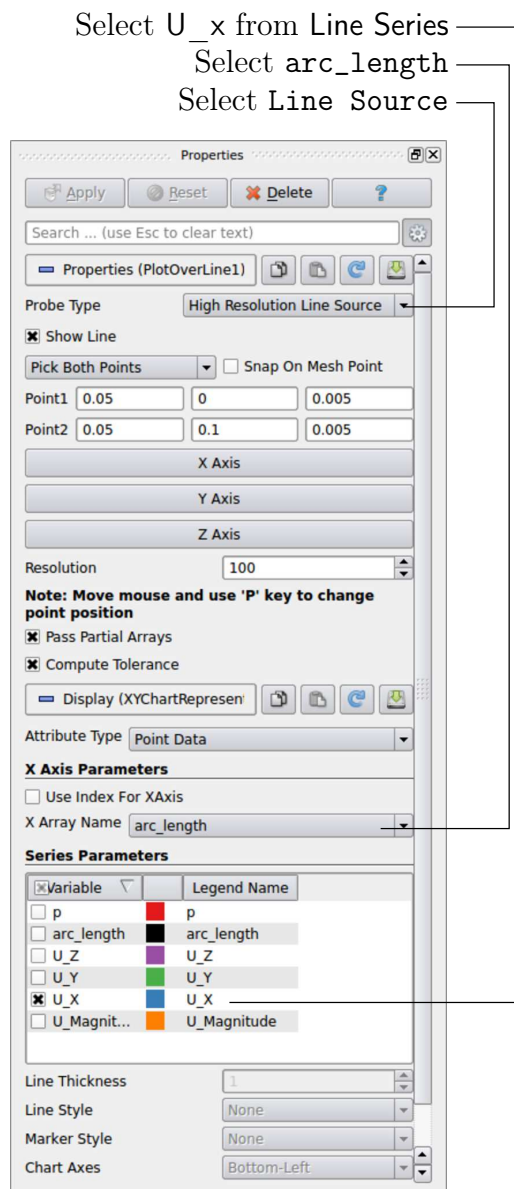 Select U_x from Line Series
Select arc_length
Select Line Source
Properties
Apply Reset Delete ?
Search ... (use Esc to clear text)
Properties (PlotOverLine1)
Probe Type High Resolution Line Source
Show Line
Pick Both Points Snap On Mesh Point
Point1 0.05 0 0.005
Point2 0.05 0.1 0.005
X Axis
Y Axis
Z Axis
Resolution 100
Note: Move mouse and use 'P' key to change
point position
Pass Partial Arrays
Compute Tolerance
Display (XYChartRepresen
Attribute Type Point Data
X Axis Parameters
Use Index For XAxis
X Array Name arc_length
Series Parameters
Variable Legend Name
p p
arc_length arc_length
U_Z U_Z
U_Y U_Y
U_X U_X
U_Magnit... U_Magnitude
Line Thickness 1
Line Style None
Marker Style None
Chart Axes Bottom-Left